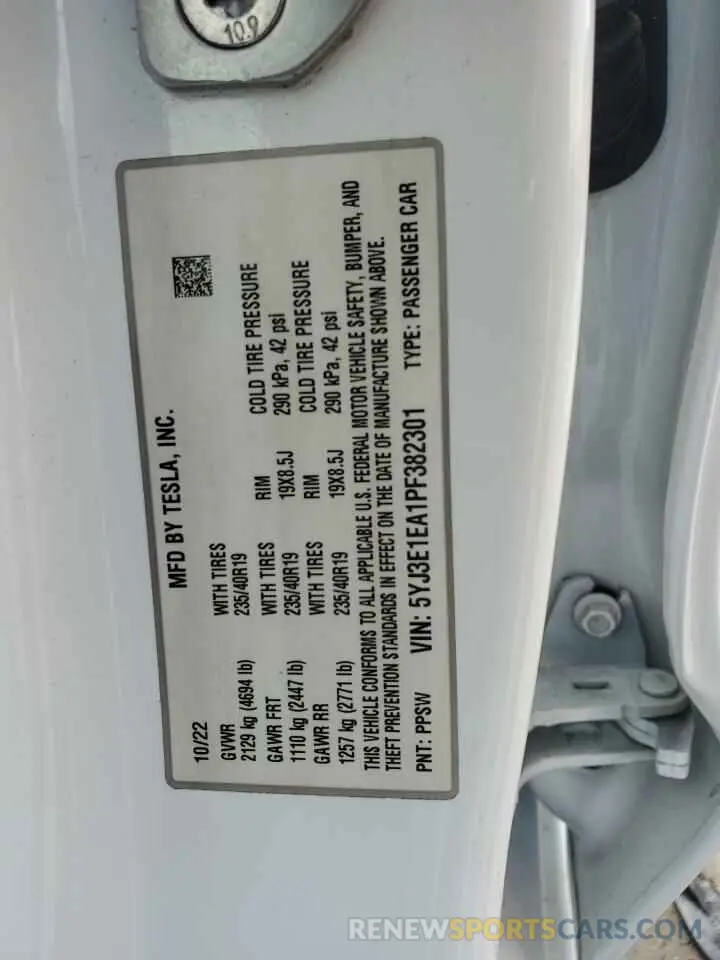 10.9
MFD BY TESLA, INC.
10/22
GVWR WITH TIRES RIM COLD TIRE PRESSURE
2129 kg (4694 lb) 235/40R19 19X8.5J 290 kPa, 42 psi
GAWR FRT WITH TIRES RIM COLD TIRE PRESSURE
1110 kg (2447 lb) 235/40R19 19X8.5J 290 kPa, 42 psi
GAWR RR WITH TIRES
1257 kg (2771 lb) 235/40R19
THIS VEHICLE CONFORMS TO ALL APPLICABLE U.S. FEDERAL MOTOR VEHICLE SAFETY, BUMPER, AND
THEFT PREVENTION STANDARDS IN EFFECT ON THE DATE OF MANUFACTURE SHOWN ABOVE.
PNT: PPSW VIN: 5YJ3E1EA1PF382301 TYPE: PASSENGER CAR
RENEWSPORTSCARS.COM